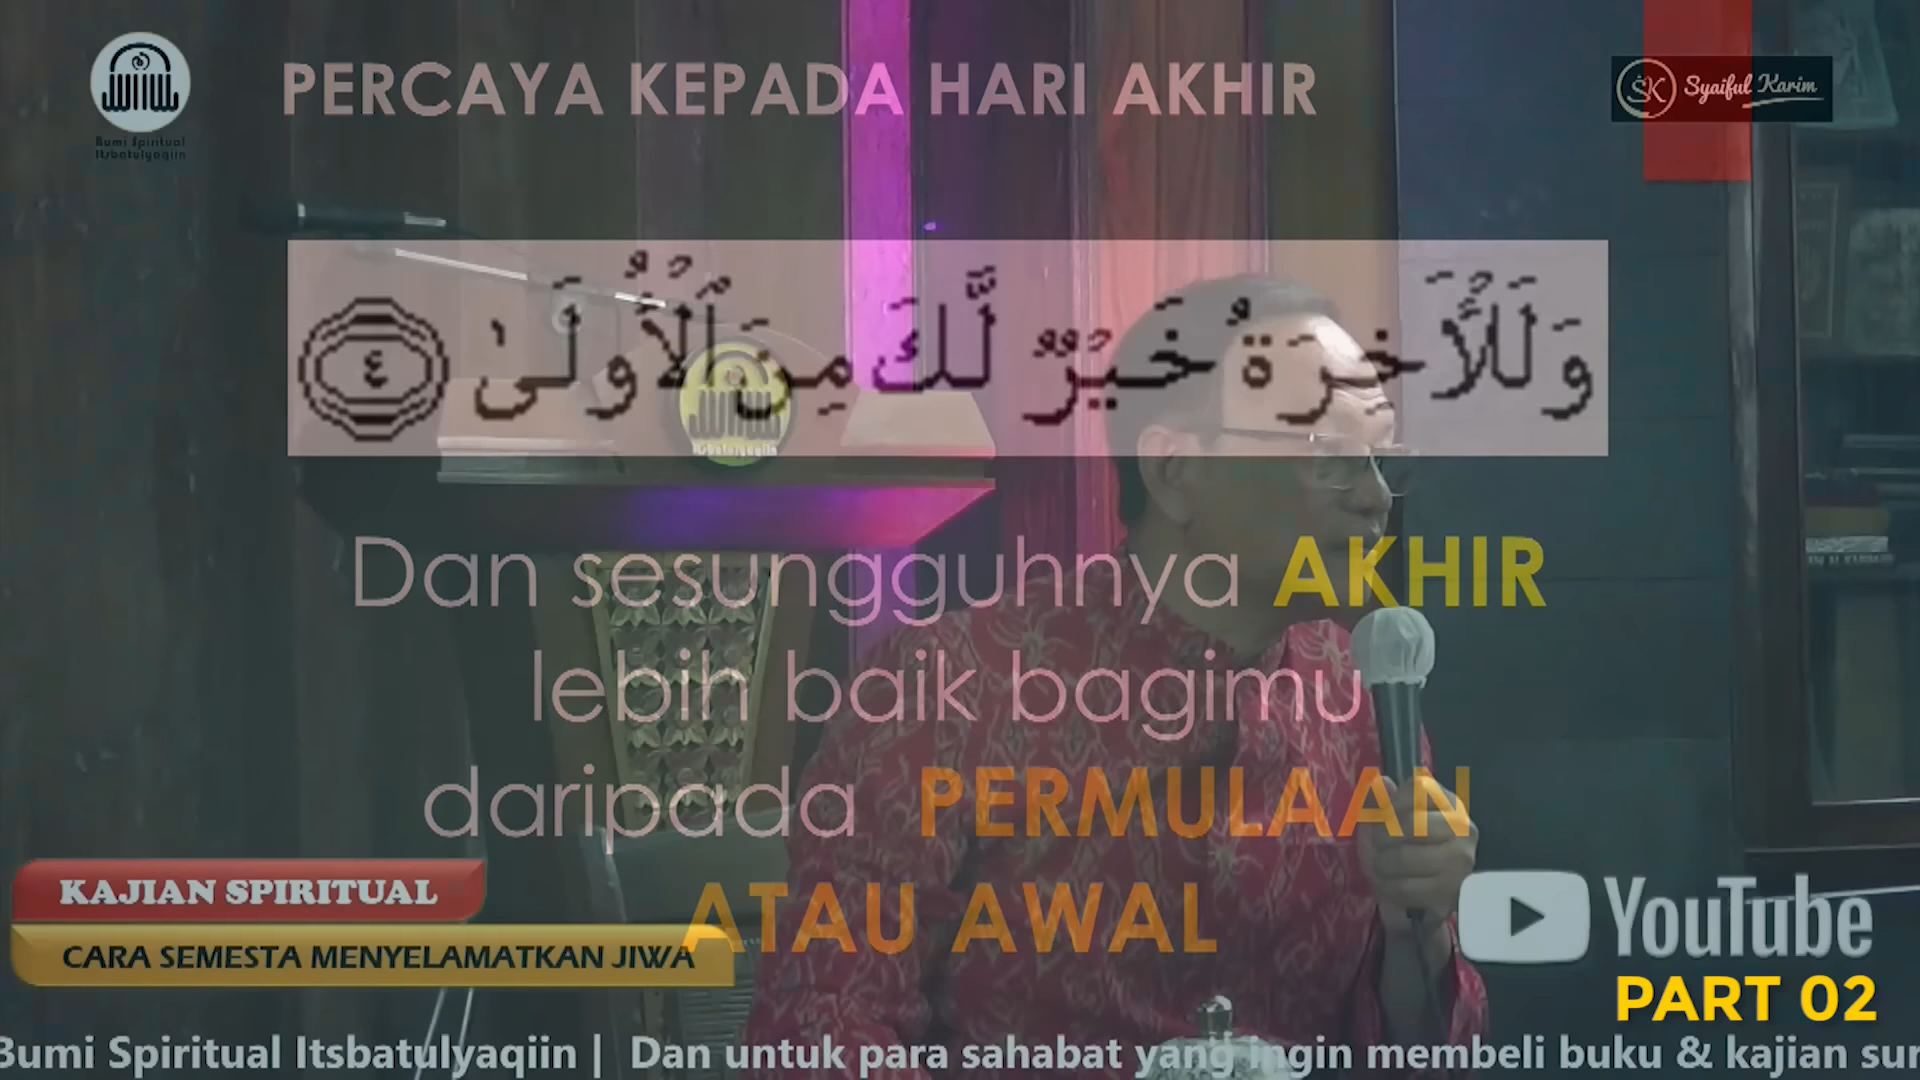 Bumi Spiritual
Itsbatulyaqiin
PERCAYA KEPADA HARI AKHIR
SK Syaiful Karim
وَلَلْأَخِرَةُ خَيْرٌ لَّكَ مِنَ الْأُولَىٰ ٤
Itsbatulyaqiin
Dan sesungguhnya AKHIR
lebih baik bagimu
daripada PERMULAAN
ATAU AWAL
KAJIAN SPIRITUAL
CARA SEMESTA MENYELAMATKAN JIWA
YouTube
PART 02
Bumi Spiritual Itsbatulyaqiin | Dan untuk para sahabat yang ingin membeli buku & kajian sur